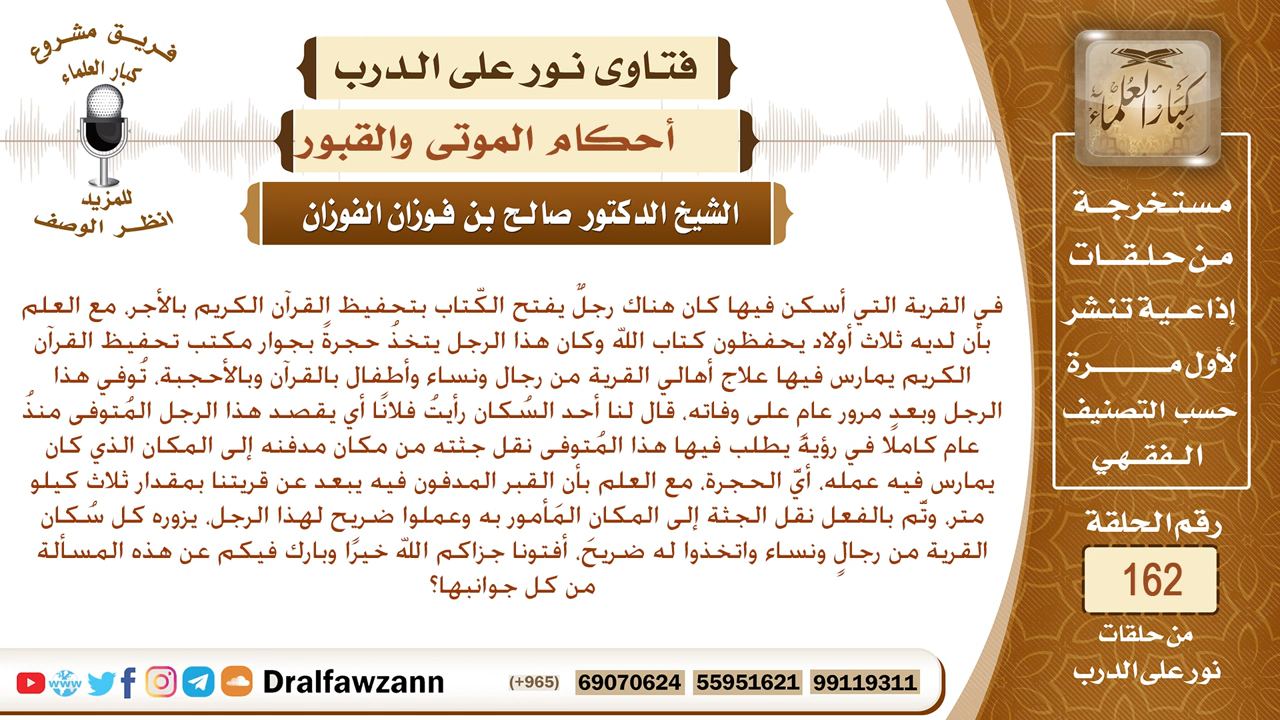 فريق مشروع
كبار العلماء
للمزيد
انظر الوصف
فتاوى نور على الدرب
أحكام الموتى والقبور
الشيخ الدكتور صالح بن فوزان الفوزان
في القرية التي أسكن فيها كان هناك رجلٌ يفتح الكّتاب بتحفيظ القرآن الكريم بالأجر، مع العلم
بأن لديه ثلاث أولاد يحفظون كتاب الله وكان هذا الرجل يتخذُ حجرةً بجوار مكتب تحفيظ القرآن
الكريم يمارس فيها علاج أهالي القرية من رجال ونساء وأطفال بالقرآن وبالأحجبة، تُوفي هذا
الرجل وبعد مرور عام على وفاته، قال لنا أحد السُكان رأيتُ فلانًا أي يقصد هذا الرجل المُتوفى منذُ
عام كاملًا في رؤيةً يطلب فيها هذا المُتوفى نقل جثته من مكان مدفنه إلى المكان الذي كان
يمارس فيه عمله، أيّ الحجرة، مع العلم بأن القبر المدفون فيه يبعد عن قريتنا بمقدار ثلاث كيلو
متر، وتّم بالفعل نقل الجثة إلى المكان المَأمور به وعملوا ضريح لهذا الرجل، يزوره كل سُكان
القرية من رجالٍ ونساء واتخذوا له ضريحَ، أفتونا جزاكم اللّه خيرًا وبارك فيكم عن هذه المسألة
من كل جوانبها؟
كبار العلماء
مستخرجة
من حلقات
إذاعية تنشر
لأول مرة
حسب التصنيف
الفقهي
رقم الحلقة
162
من حلقات
نور على الدرب
www Dralfawzann (+965) 69070624 55951621 99119311